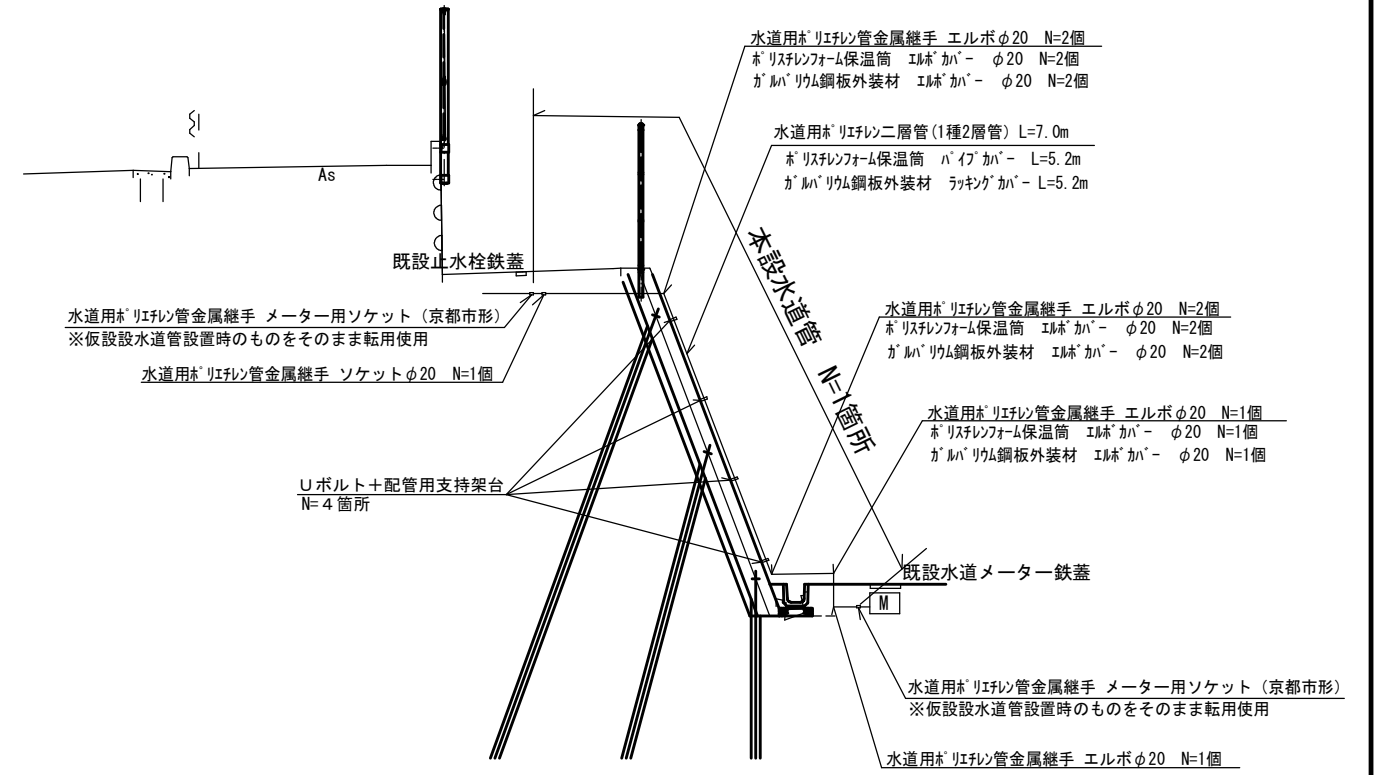 水道用ﾎﾟﾘｴﾁﾚﾝ管金属継手 エルボφ20 N=2個
ﾎﾟﾘｽﾁﾚﾝﾌｫｰﾑ保温筒 ｴﾙﾎﾞｶﾊﾞｰ φ20 N=2個
ｶﾞﾙﾊﾞﾘｳﾑ鋼板外装材 ｴﾙﾎﾞｶﾊﾞｰ φ20 N=2個
水道用ﾎﾟﾘｴﾁﾚﾝ二層管(1種2層管) L=7.0m
ﾎﾟﾘｽﾁﾚﾝﾌｫｰﾑ保温筒 ﾊﾟｲﾌﾟｶﾊﾞｰ L=5.2m
ｶﾞﾙﾊﾞﾘｳﾑ鋼板外装材 ﾗｯｷﾝｸﾞｶﾊﾞｰ L=5.2m
As
本設水道管 N=1箇所
既設止水栓鉄蓋
水道用ﾎﾟﾘｴﾁﾚﾝ管金属継手 メーター用ソケット（京都市形）
※仮設設水道管設置時のものをそのまま転用使用
水道用ﾎﾟﾘｴﾁﾚﾝ管金属継手 ソケットφ20 N=1個
水道用ﾎﾟﾘｴﾁﾚﾝ管金属継手 エルボφ20 N=2個
ﾎﾟﾘｽﾁﾚﾝﾌｫｰﾑ保温筒 ｴﾙﾎﾞｶﾊﾞｰ φ20 N=2個
ｶﾞﾙﾊﾞﾘｳﾑ鋼板外装材 ｴﾙﾎﾞｶﾊﾞｰ φ20 N=2個
水道用ﾎﾟﾘｴﾁﾚﾝ管金属継手 エルボφ20 N=1個
ﾎﾟﾘｽﾁﾚﾝﾌｫｰﾑ保温筒 ｴﾙﾎﾞｶﾊﾞｰ φ20 N=1個
ｶﾞﾙﾊﾞﾘｳﾑ鋼板外装材 ｴﾙﾎﾞｶﾊﾞｰ φ20 N=1個
Ｕボルト＋配管用支持架台
N=４箇所
既設水道メーター鉄蓋
M
水道用ﾎﾟﾘｴﾁﾚﾝ管金属継手 メーター用ソケット（京都市形）
※仮設設水道管設置時のものをそのまま転用使用
水道用ﾎﾟﾘｴﾁﾚﾝ管金属継手 エルボφ20 N=1個